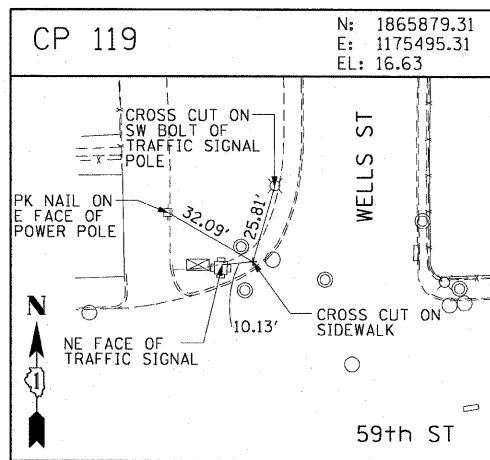 CP 119
N: 1865879.31
E: 1175495.31
EL: 16.63
CROSS CUT ON
SW BOLT OF
TRAFFIC SIGNAL
POLE
WELLS ST
PK NAIL ON
E FACE OF
POWER POLE
32.09'
25.81'
10.13'
CROSS CUT ON
SIDEWALK
N
1
NE FACE OF
TRAFFIC SIGNAL
59th ST